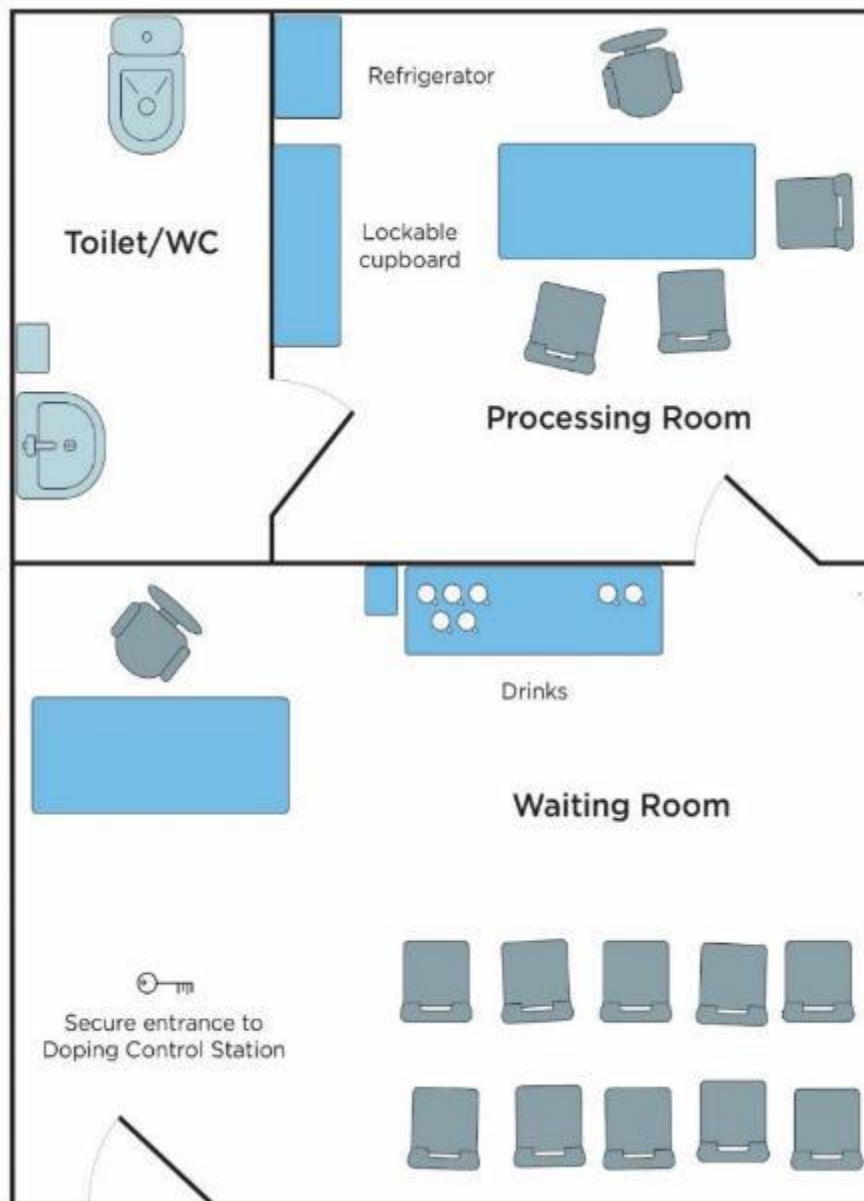 Refrigerator
Toilet/WC
Lockable
cupboard
Processing Room
Drinks
Waiting Room
Secure entrance to
Doping Control Station